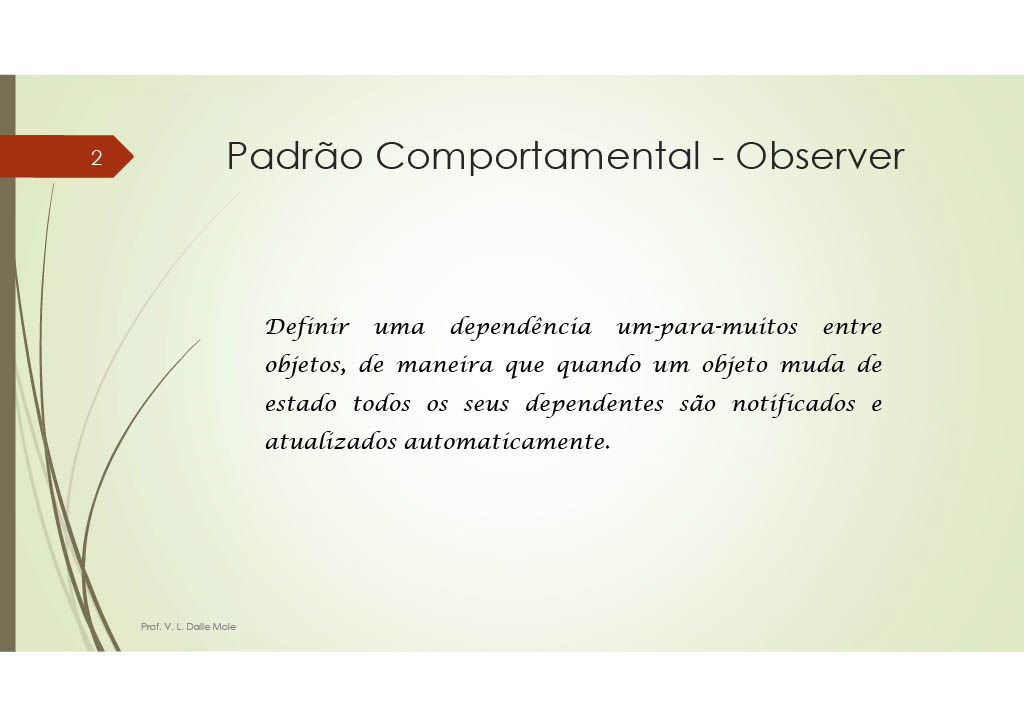 2
Padrão Comportamental - Observer
Definir uma dependência um-para-muitos entre
objetos, de maneira que quando um objeto muda de
estado todos os seus dependentes são notificados e
atualizados automaticamente.
Prof. V. L. Dalle Mole